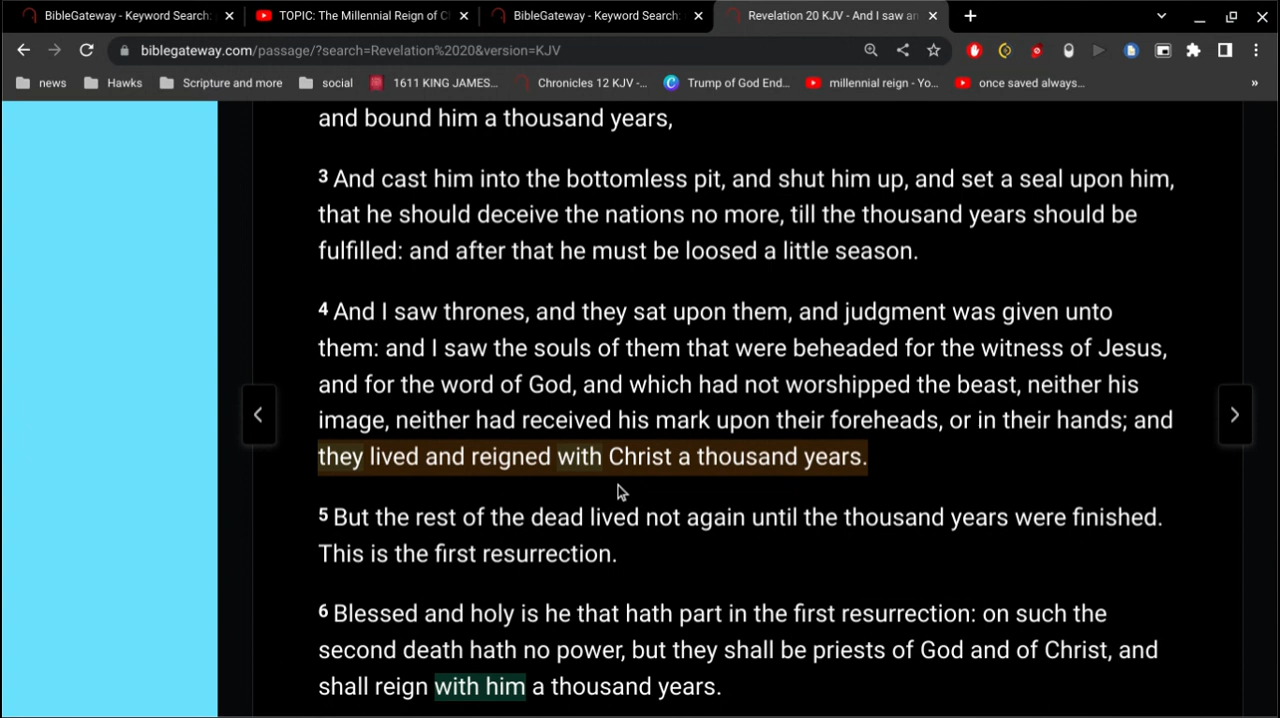 BibleGateway - Keyword Search:
TOPIC: The Millennial Reign of C
BibleGateway - Keyword Search:
Revelation 20 KJV - And I saw an
biblegateway.com/passage/?search=Revelation%2020&version=KJV
news
Hawks
Scripture and more
social
1611 KING JAMES...
Chronicles 12 KJV -...
Trump of God End...
millennial reign - Yo...
once saved always...
»
and bound him a thousand years,
3 And cast him into the bottomless pit, and shut him up, and set a seal upon him,
that he should deceive the nations no more, till the thousand years should be
fulfilled: and after that he must be loosed a little season.
4 And I saw thrones, and they sat upon them, and judgment was given unto
them: and I saw the souls of them that were beheaded for the witness of Jesus,
and for the word of God, and which had not worshipped the beast, neither his
image, neither had received his mark upon their foreheads, or in their hands; and
they lived and reigned with Christ a thousand years.
5 But the rest of the dead lived not again until the thousand years were finished.
This is the first resurrection.
6 Blessed and holy is he that hath part in the first resurrection: on such the
second death hath no power, but they shall be priests of God and of Christ, and
shall reign with him a thousand years.